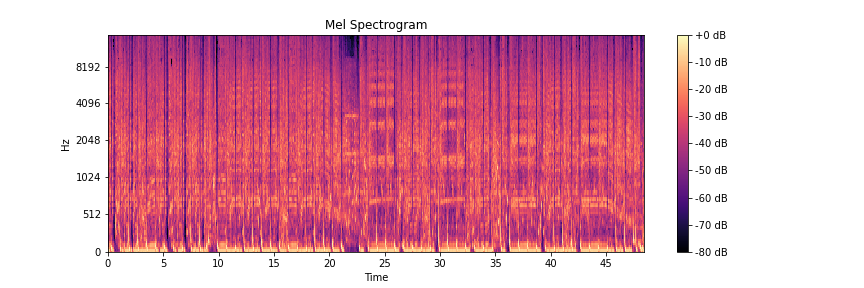 Mel Spectrogram
+0 dB
8192
-10 dB
4096
-20 dB
-30 dB
Hz
2048
-40 dB
1024
-50 dB
-60 dB
512
-70 dB
0
-80 dB
0 5 10 15 20 25 30 35 40 45
Time